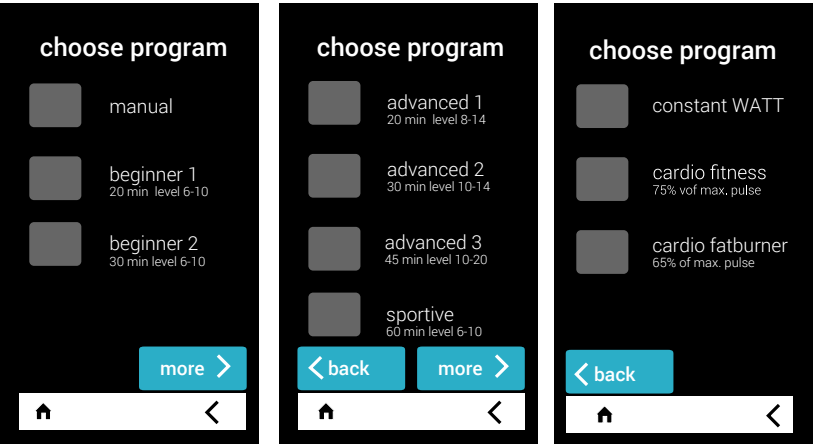 choose program
manual
beginner 1
20 min level 6-10
beginner 2
30 min level 6-10
more
choose program
advanced 1
20 min level 8-14
advanced 2
30 min level 10-14
advanced 3
45 min level 10-20
sportive
60 min level 6-10
back
more
choose program
constant WATT
cardio fitness
75% vof max. pulse
cardio fatburner
65% of max. pulse
back